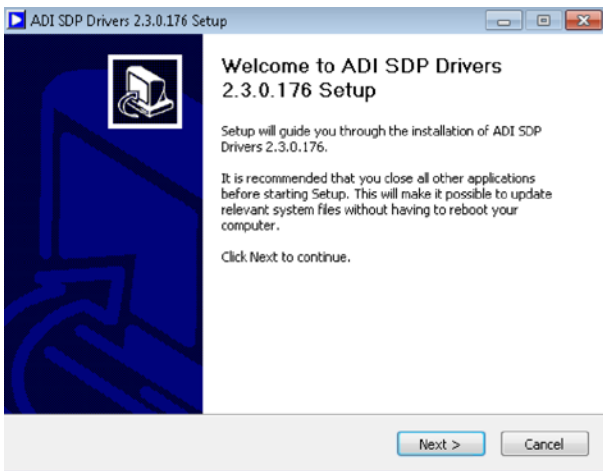 ADI SDP Drivers 2.3.0.176 Setup
Welcome to ADI SDP Drivers
2.3.0.176 Setup
Setup will guide you through the installation of ADI SDP
Drivers 2.3.0.176.
It is recommended that you close all other applications
before starting Setup. This will make it possible to update
relevant system files without having to reboot your
computer.
Click Next to continue.
Next >
Cancel